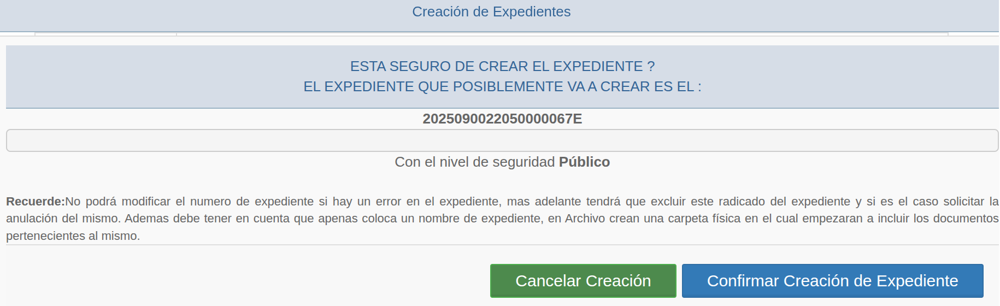 Creación de Expedientes
ESTA SEGURO DE CREAR EL EXPEDIENTE ?
EL EXPEDIENTE QUE POSIBLEMENTE VA A CREAR ES EL :
2025090022050000067E
Con el nivel de seguridad Público
Recuerde:No podrá modificar el numero de expediente si hay un error en el expediente, mas adelante tendrá que excluir este radicado del expediente y si es el caso solicitar la
anulación del mismo. Ademas debe tener en cuenta que apenas coloca un nombre de expediente, en Archivo crean una carpeta física en el cual empezaran a incluir los documentos
pertenecientes al mismo.
Cancelar Creación
Confirmar Creación de Expediente